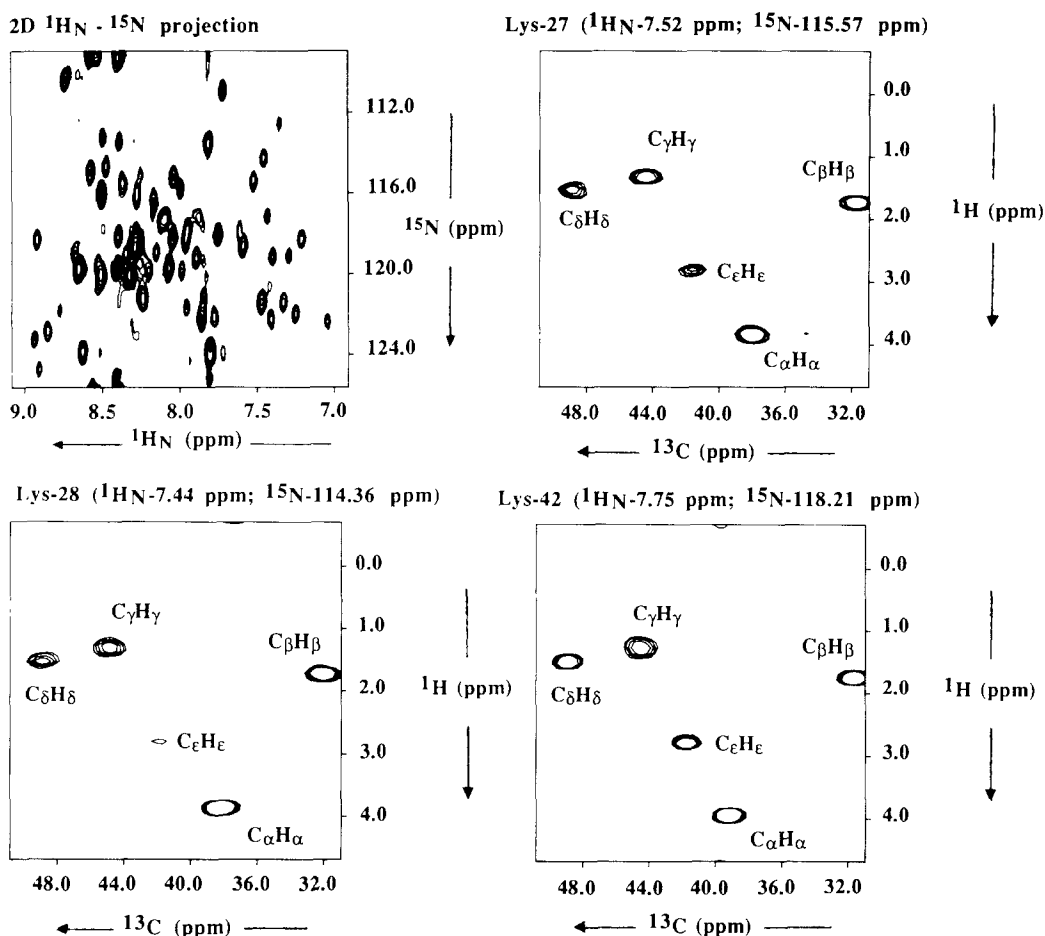 2D ¹HN - ¹⁵N projection
112.0
116.0
120.0
124.0
¹⁵N (ppm)
9.0 8.5 8.0 7.5 7.0
¹HN (ppm)
Lys-27 (¹HN-7.52 ppm; ¹⁵N-115.57 ppm)
0.0
1.0
2.0
3.0
4.0
¹H (ppm)
CγHγ
CβHβ
CδHδ
CεHε
CαHα
48.0 44.0 40.0 36.0 32.0
¹³C (ppm)
Lys-28 (¹HN-7.44 ppm; ¹⁵N-114.36 ppm)
0.0
1.0
2.0
3.0
4.0
¹H (ppm)
CγHγ
CβHβ
CδHδ
CεHε
CαHα
48.0 44.0 40.0 36.0 32.0
¹³C (ppm)
Lys-42 (¹HN-7.75 ppm; ¹⁵N-118.21 ppm)
0.0
1.0
2.0
3.0
4.0
¹H (ppm)
CγHγ
CβHβ
CδHδ
CεHε
CαHα
48.0 44.0 40.0 36.0 32.0
¹³C (ppm)